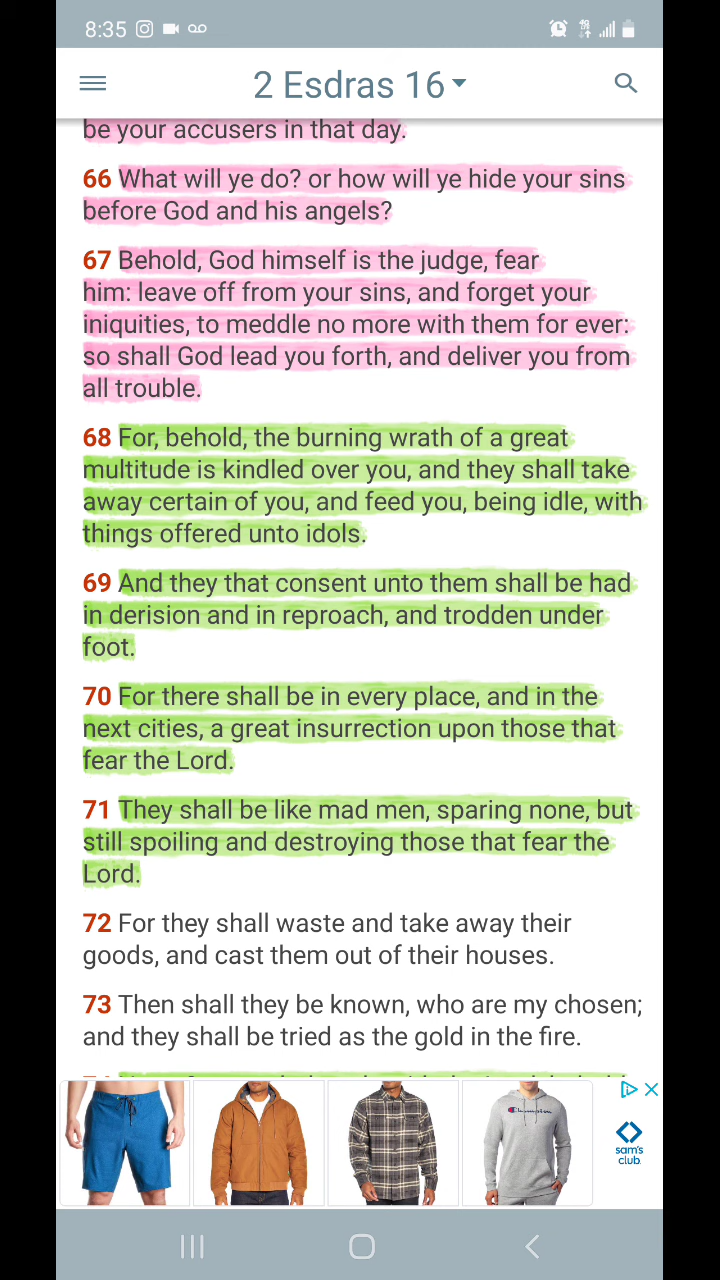 8:35
2 Esdras 16
be your accusers in that day.
66 What will ye do? or how will ye hide your sins
before God and his angels?
67 Behold, God himself is the judge, fear
him: leave off from your sins, and forget your
iniquities, to meddle no more with them for ever:
so shall God lead you forth, and deliver you from
all trouble.
68 For, behold, the burning wrath of a great
multitude is kindled over you, and they shall take
away certain of you, and feed you, being idle, with
things offered unto idols.
69 And they that consent unto them shall be had
in derision and in reproach, and trodden under
foot.
70 For there shall be in every place, and in the
next cities, a great insurrection upon those that
fear the Lord.
71 They shall be like mad men, sparing none, but
still spoiling and destroying those that fear the
Lord.
72 For they shall waste and take away their
goods, and cast them out of their houses.
73 Then shall they be known, who are my chosen;
and they shall be tried as the gold in the fire.
Champion
sam's
club